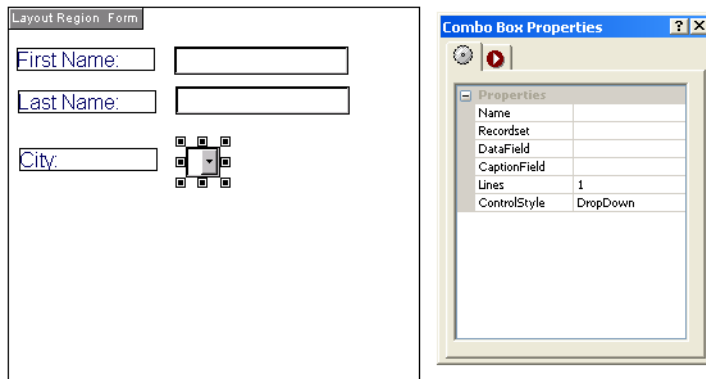 Layout Region Form
First Name:
Last Name:
City:
Combo Box Properties
Properties
Name
Recordset
DataField
CaptionField
Lines 1
ControlStyle DropDown